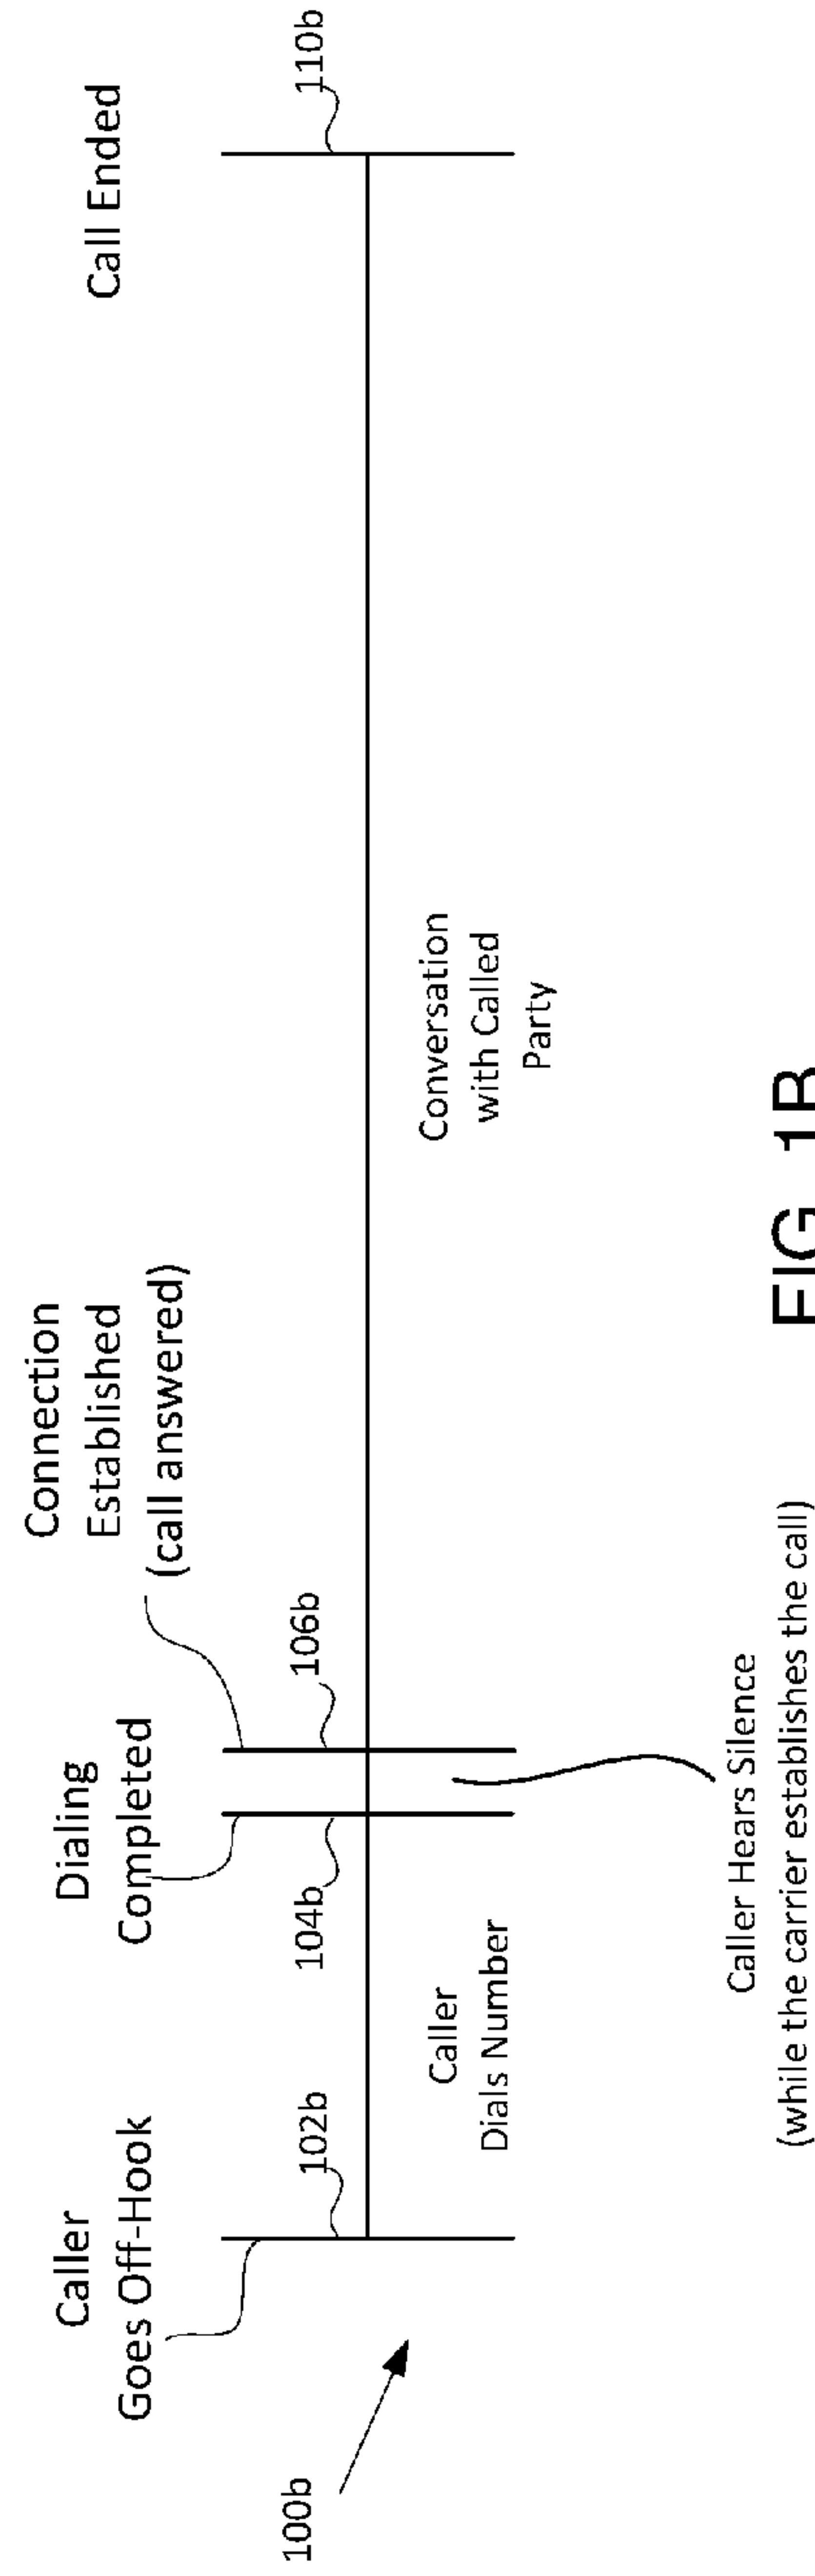 Caller
Goes Off-Hook
Dialing
Completed
Connection
Established
(call answered)
Call Ended
100b
102b
104b
106b
110b
Caller
Dials Number
Conversation
with Called
Party
Caller Hears Silence
(while the carrier establishes the call)
FIG. 1B